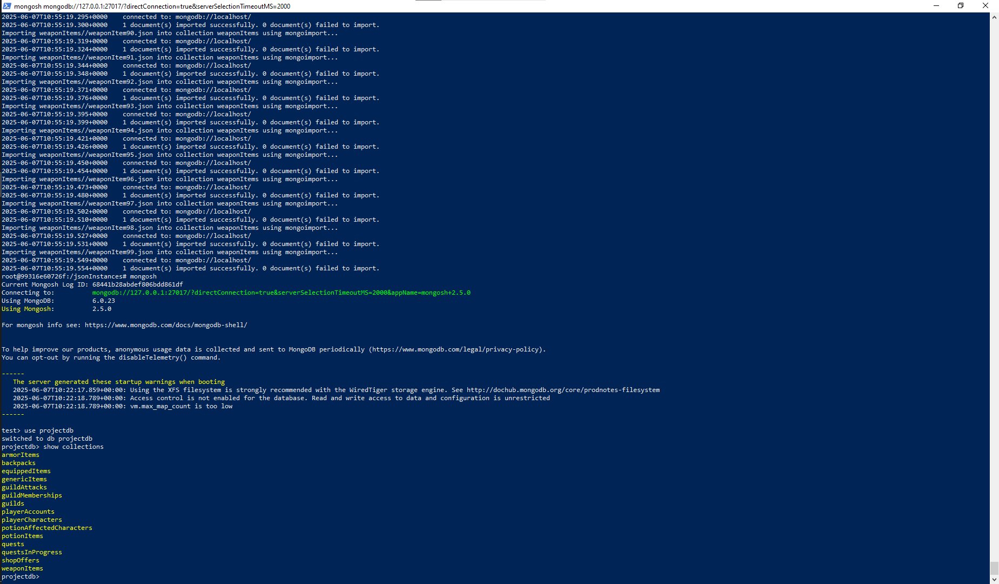 mongosh mongodb://127.0.0.1:27017/?directConnection=true&serverSelectionTimeoutMS=2000
2025-06-07T10:55:19.295+0000    connected to: mongodb://localhost/
2025-06-07T10:55:19.300+0000    1 document(s) imported successfully. 0 document(s) failed to import.
Importing weaponItems//weaponItem90.json into collection weaponItems using mongoimport...
2025-06-07T10:55:19.319+0000    connected to: mongodb://localhost/
2025-06-07T10:55:19.324+0000    1 document(s) imported successfully. 0 document(s) failed to import.
Importing weaponItems//weaponItem91.json into collection weaponItems using mongoimport...
2025-06-07T10:55:19.344+0000    connected to: mongodb://localhost/
2025-06-07T10:55:19.348+0000    1 document(s) imported successfully. 0 document(s) failed to import.
Importing weaponItems//weaponItem92.json into collection weaponItems using mongoimport...
2025-06-07T10:55:19.371+0000    connected to: mongodb://localhost/
2025-06-07T10:55:19.376+0000    1 document(s) imported successfully. 0 document(s) failed to import.
Importing weaponItems//weaponItem93.json into collection weaponItems using mongoimport...
2025-06-07T10:55:19.395+0000    connected to: mongodb://localhost/
2025-06-07T10:55:19.399+0000    1 document(s) imported successfully. 0 document(s) failed to import.
Importing weaponItems//weaponItem94.json into collection weaponItems using mongoimport...
2025-06-07T10:55:19.421+0000    connected to: mongodb://localhost/
2025-06-07T10:55:19.426+0000    1 document(s) imported successfully. 0 document(s) failed to import.
Importing weaponItems//weaponItem95.json into collection weaponItems using mongoimport...
2025-06-07T10:55:19.450+0000    connected to: mongodb://localhost/
2025-06-07T10:55:19.454+0000    1 document(s) imported successfully. 0 document(s) failed to import.
Importing weaponItems//weaponItem96.json into collection weaponItems using mongoimport...
2025-06-07T10:55:19.473+0000    connected to: mongodb://localhost/
2025-06-07T10:55:19.480+0000    1 document(s) imported successfully. 0 document(s) failed to import.
Importing weaponItems//weaponItem97.json into collection weaponItems using mongoimport...
2025-06-07T10:55:19.502+0000    connected to: mongodb://localhost/
2025-06-07T10:55:19.510+0000    1 document(s) imported successfully. 0 document(s) failed to import.
Importing weaponItems//weaponItem98.json into collection weaponItems using mongoimport...
2025-06-07T10:55:19.527+0000    connected to: mongodb://localhost/
2025-06-07T10:55:19.531+0000    1 document(s) imported successfully. 0 document(s) failed to import.
Importing weaponItems//weaponItem99.json into collection weaponItems using mongoimport...
2025-06-07T10:55:19.549+0000    connected to: mongodb://localhost/
2025-06-07T10:55:19.554+0000    1 document(s) imported successfully. 0 document(s) failed to import.
root@99316e60726f:/jsonInstances# mongosh
Current Mongosh Log ID: 68441b28abdef806bdd861df
Connecting to:          mongodb://127.0.0.1:27017/?directConnection=true&serverSelectionTimeoutMS=2000&appName=mongosh+2.5.0
Using MongoDB:          6.0.23
Using Mongosh:          2.5.0
For mongosh info see: https://www.mongodb.com/docs/mongodb-shell/
To help improve our products, anonymous usage data is collected and sent to MongoDB periodically (https://www.mongodb.com/legal/privacy-policy).
You can opt-out by running the disableTelemetry() command.
------
   The server generated these startup warnings when booting
   2025-06-07T10:22:17.859+00:00: Using the XFS filesystem is strongly recommended with the WiredTiger storage engine. See http://dochub.mongodb.org/core/prodnotes-filesystem
   2025-06-07T10:22:18.789+00:00: Access control is not enabled for the database. Read and write access to data and configuration is unrestricted
   2025-06-07T10:22:18.789+00:00: vm.max_map_count is too low
------
test> use projectdb
switched to db projectdb
projectdb> show collections
armorItems
backpacks
equippedItems
genericItems
guildAttacks
guildMemberships
guilds
playerAccounts
playerCharacters
potionAffectedCharacters
potionItems
quests
questsInProgress
shopOffers
weaponItems
projectdb>